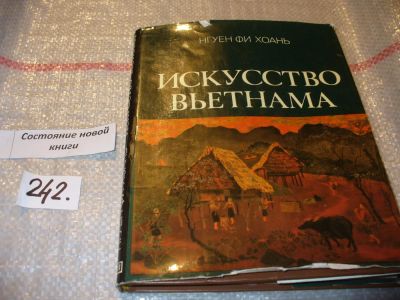 НГУЕН ФИ ХОАНЬ
ИСКУССТВО
ВЬЕТНАМА
Состояние новой
книги
242.